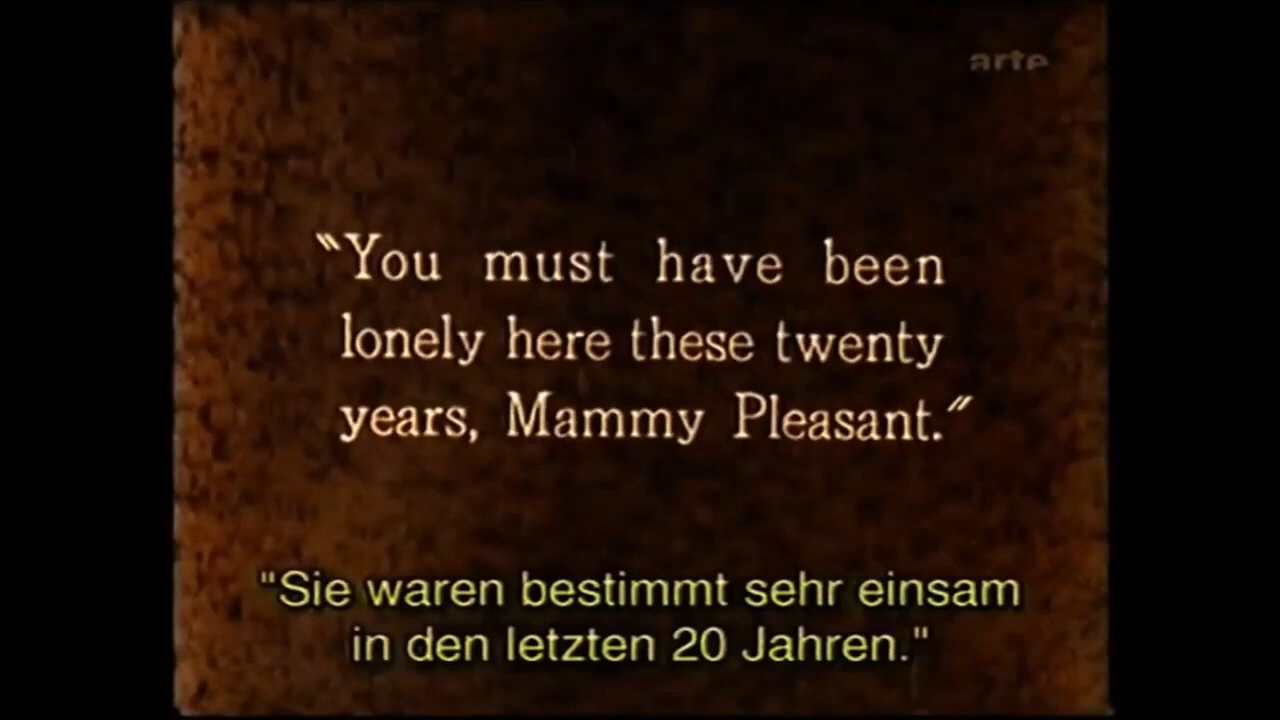 arte
“You must have been
lonely here these twenty
years, Mammy Pleasant.”
"Sie waren bestimmt sehr einsam
in den letzten 20 Jahren."